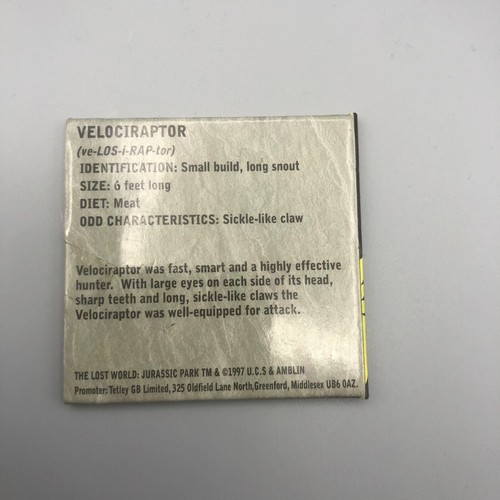 VELOCIRAPTOR
(ve-LOS-i-RAP-tor)
IDENTIFICATION: Small build, long snout
SIZE: 6 feet long
DIET: Meat
ODD CHARACTERISTICS: Sickle-like claw
Velociraptor was fast, smart and a highly effective
hunter. With large eyes on each side of its head,
sharp teeth and long, sickle-like claws the
Velociraptor was well-equipped for attack.
THE LOST WORLD: JURASSIC PARK TM & ©1997 U.C.S & AMBLIN
Promoter: Tetley GB Limited, 325 Oldfield Lane North, Greenford, Middlesex UB6 0AZ.